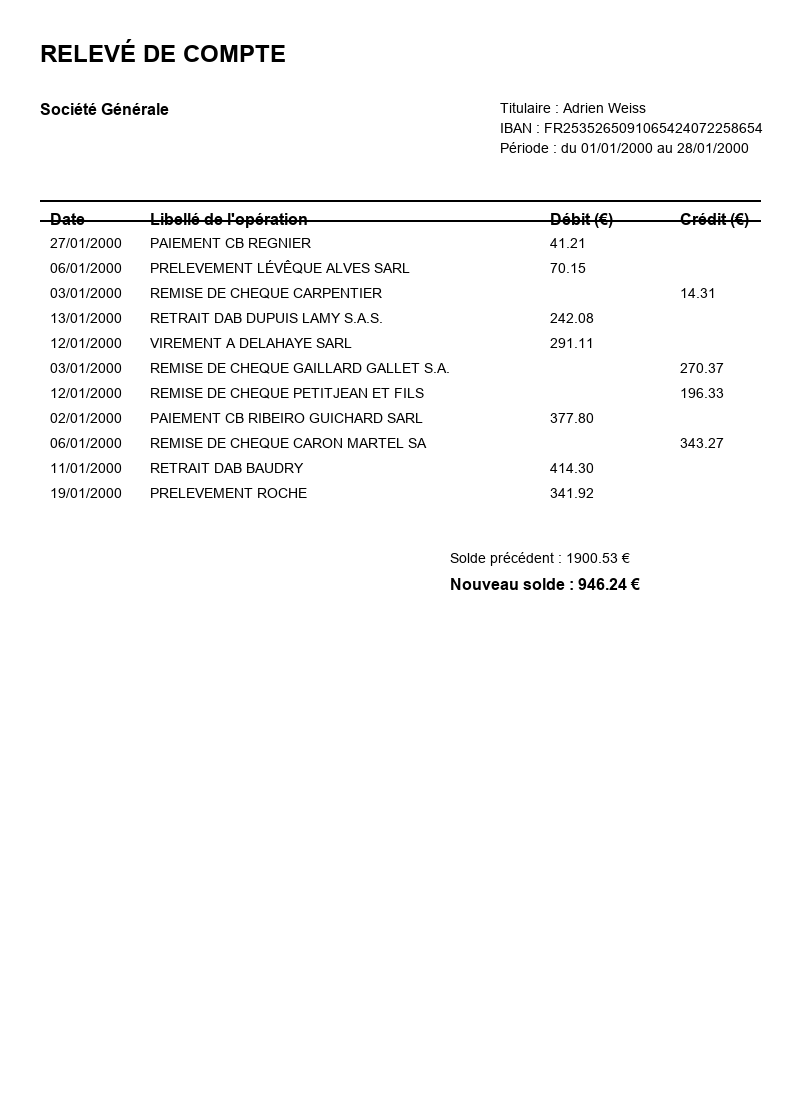 RELEVÉ DE COMPTE
Société Générale
Titulaire : Adrien Weiss
IBAN : FR2535265091065424072258654
Période : du 01/01/2000 au 28/01/2000
Date Libellé de l'opération Débit (€) Crédit (€)
27/01/2000 PAIEMENT CB REGNIER 41.21
06/01/2000 PRELEVEMENT LÉVÊQUE ALVES SARL 70.15
03/01/2000 REMISE DE CHEQUE CARPENTIER 14.31
13/01/2000 RETRAIT DAB DUPUIS LAMY S.A.S. 242.08
12/01/2000 VIREMENT A DELAHAYE SARL 291.11
03/01/2000 REMISE DE CHEQUE GAILLARD GALLET S.A. 270.37
12/01/2000 REMISE DE CHEQUE PETITJEAN ET FILS 196.33
02/01/2000 PAIEMENT CB RIBEIRO GUICHARD SARL 377.80
06/01/2000 REMISE DE CHEQUE CARON MARTEL SA 343.27
11/01/2000 RETRAIT DAB BAUDRY 414.30
19/01/2000 PRELEVEMENT ROCHE 341.92
Solde précédent : 1900.53 €
Nouveau solde : 946.24 €